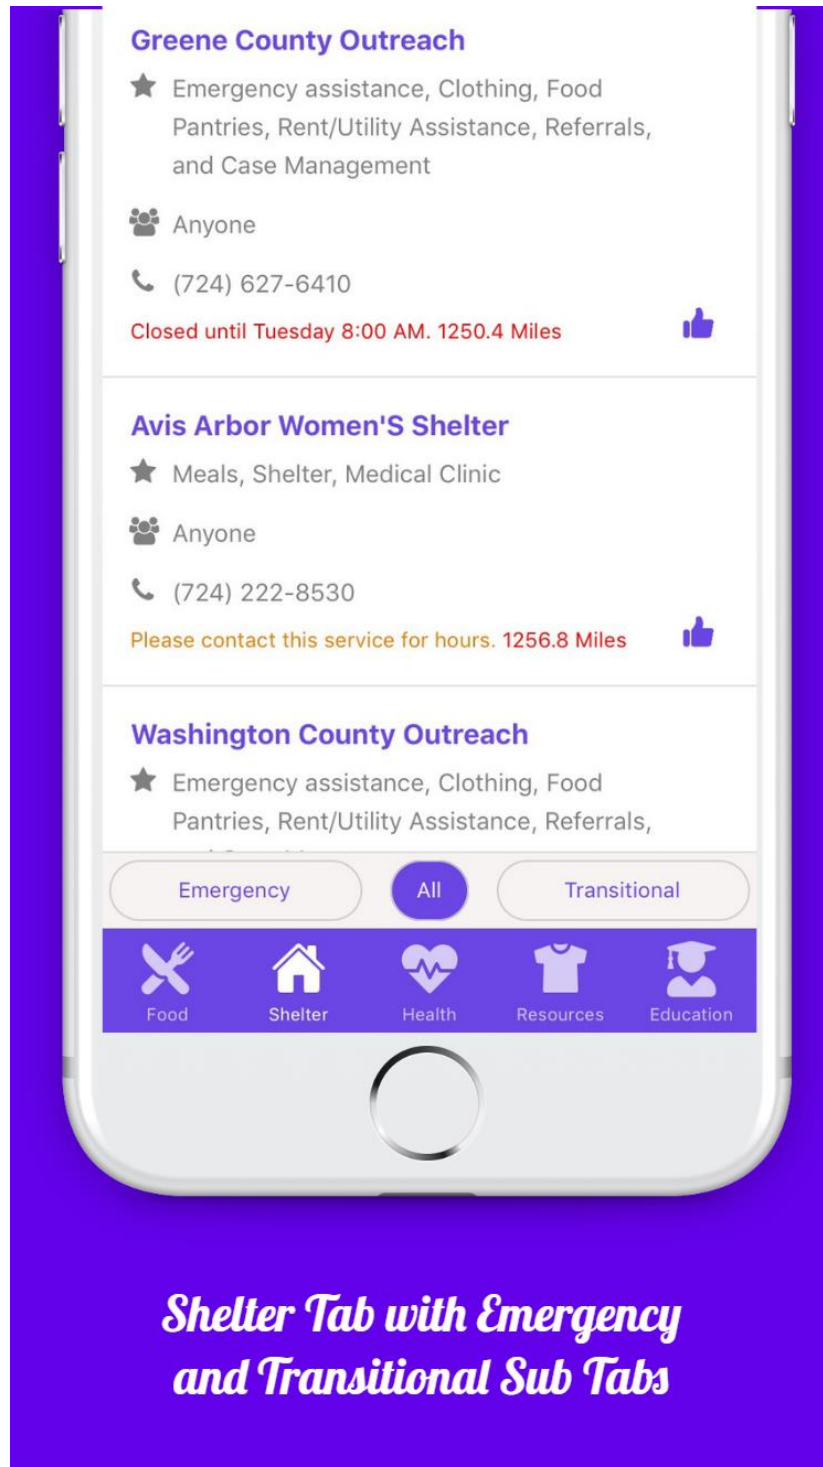 Greene County Outreach
Emergency assistance, Clothing, Food
Pantries, Rent/Utility Assistance, Referrals,
and Case Management
Anyone
(724) 627-6410
Closed until Tuesday 8:00 AM. 1250.4 Miles
Avis Arbor Women'S Shelter
Meals, Shelter, Medical Clinic
Anyone
(724) 222-8530
Please contact this service for hours. 1256.8 Miles
Washington County Outreach
Emergency assistance, Clothing, Food
Pantries, Rent/Utility Assistance, Referrals,
Emergency All Transitional
Food Shelter Health Resources Education
Shelter Tab with Emergency
and Transitional Sub Tabs